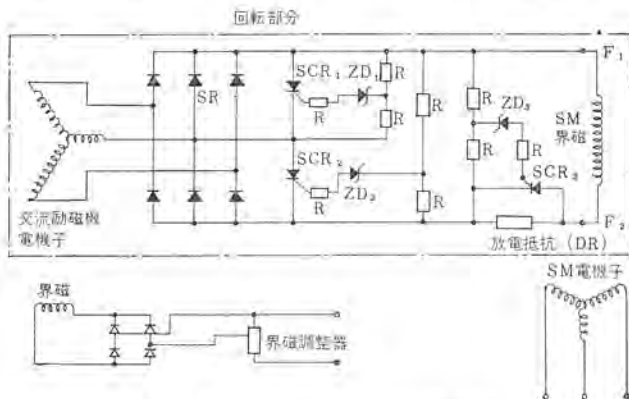 回転部分
F₁
SCR₁
ZD₁
R
R
R
SR
R
R
ZD₃
SM
界磁
R
R
SCR₂
SCR₃
R
ZD₂
R
交流励磁機
電機子
F₂
放電抵抗(DR)
SM電機子
界磁
界磁調整器